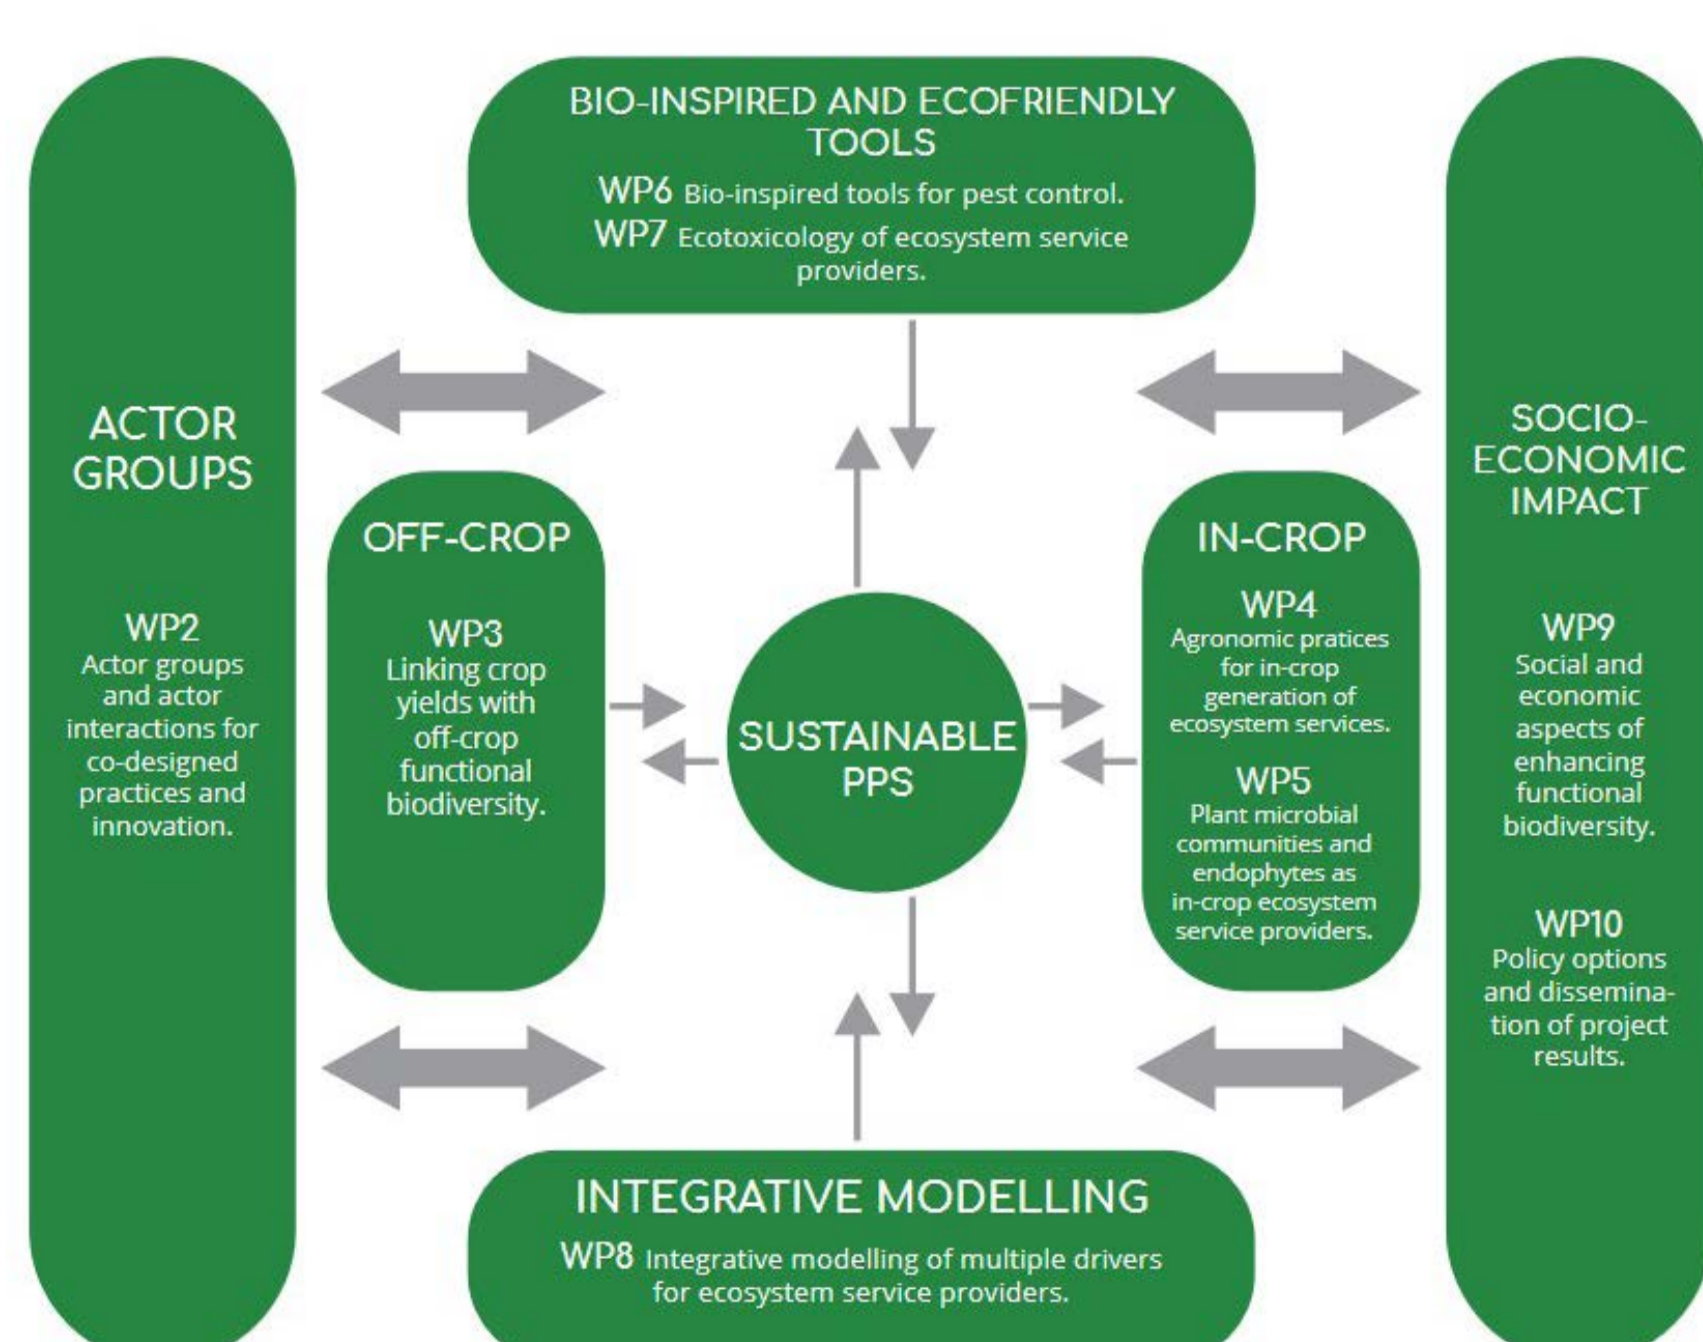 BIO-INSPIRED AND ECOFRIENDLY
TOOLS
WP6 Bio-inspired tools for pest control.
WP7 Ecotoxicology of ecosystem service
providers.
ACTOR
GROUPS
WP2
Actor groups
and actor
interactions for
co-designed
practices and
innovation.
OFF-CROP
WP3
Linking crop
yields with
off-crop
functional
biodiversity.
SUSTAINABLE
PPS
IN-CROP
WP4
Agronomic pratices
for in-crop
generation of
ecosystem services.
WP5
Plant microbial
communities and
endophytes as
in-crop ecosystem
service providers.
SOCIO-
ECONOMIC
IMPACT
WP9
Social and
economic
aspects of
enhancing
functional
biodiversity.
WP10
Policy options
and dissemina-
tion of project
results.
INTEGRATIVE MODELLING
WP8 Integrative modelling of multiple drivers
for ecosystem service providers.